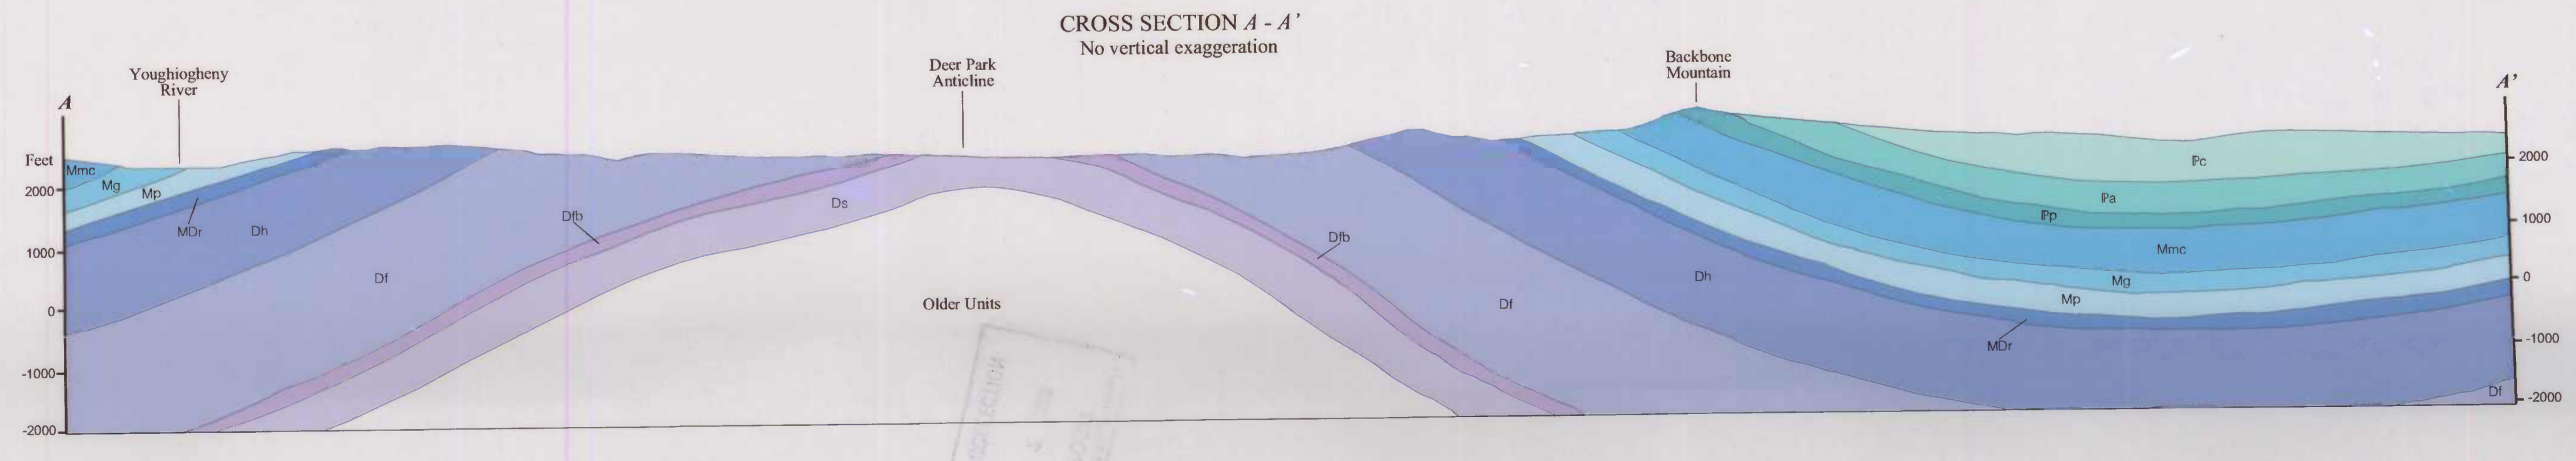 CROSS SECTION A - A’
No vertical exaggeration
Youghiogheny
River
Deer Park
Anticline
Backbone
Mountain
A
A’
Feet
2000
1000
0
-1000
-2000
2000
1000
0
-1000
-2000
Mmc
Mg
Mp
MDr
Dh
Df
Dfb
Ds
Older Units
Dfb
Df
Dh
MDr
Mp
Mg
Mmc
ℙp
ℙa
ℙc
Df